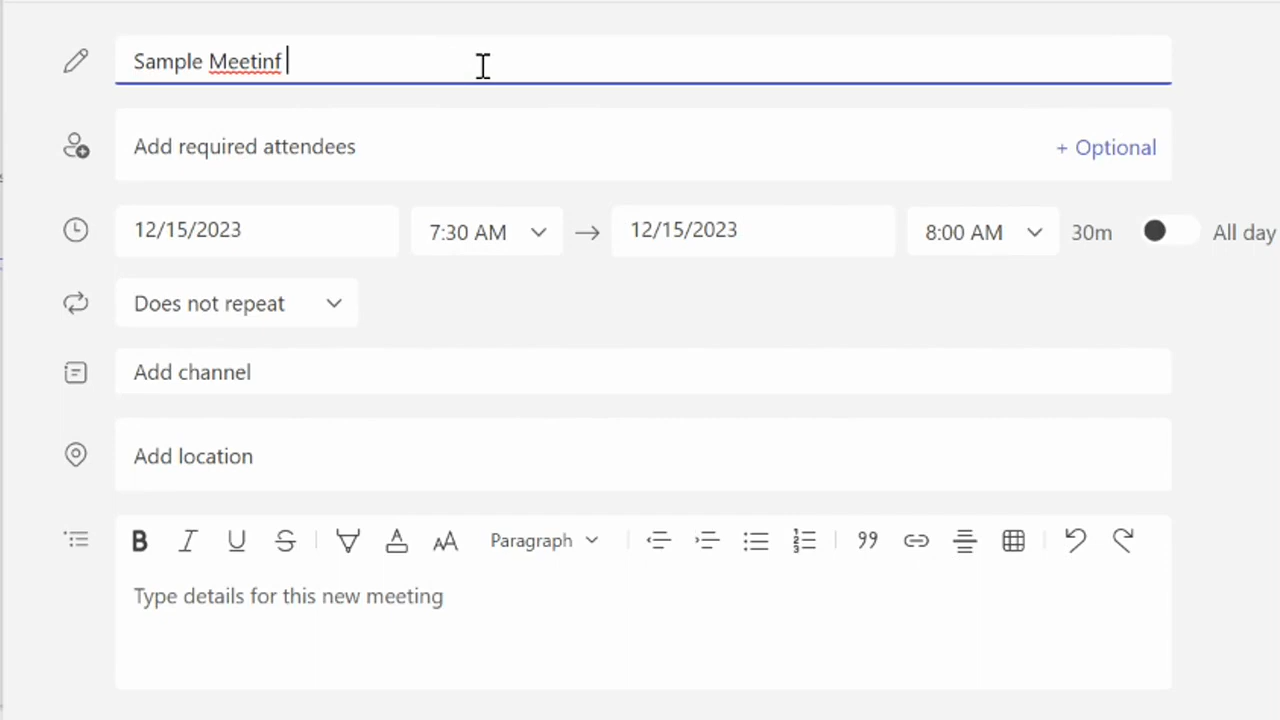 Sample Meetinf
Add required attendees + Optional
12/15/2023 7:30 AM → 12/15/2023 8:00 AM 30m All day
Does not repeat
Add channel
Add location
B I U S A AA Paragraph 99
Type details for this new meeting